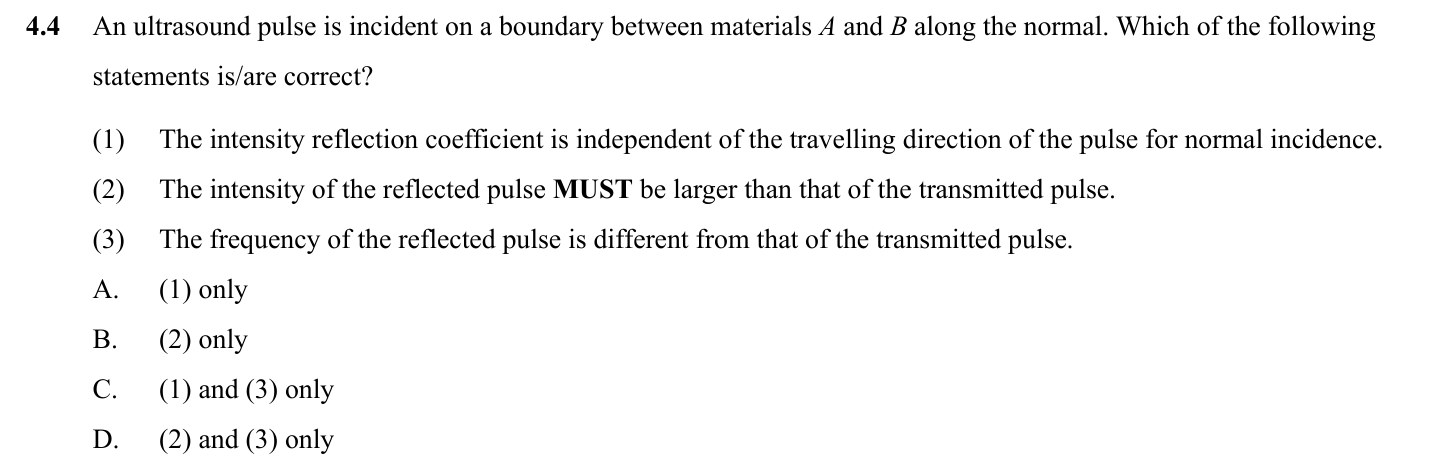 4.4 An ultrasound pulse is incident on a boundary between materials A and B along the normal. Which of the following
statements is/are correct?
(1) The intensity reflection coefficient is independent of the travelling direction of the pulse for normal incidence.
(2) The intensity of the reflected pulse MUST be larger than that of the transmitted pulse.
(3) The frequency of the reflected pulse is different from that of the transmitted pulse.
A. (1) only
B. (2) only
C. (1) and (3) only
D. (2) and (3) only